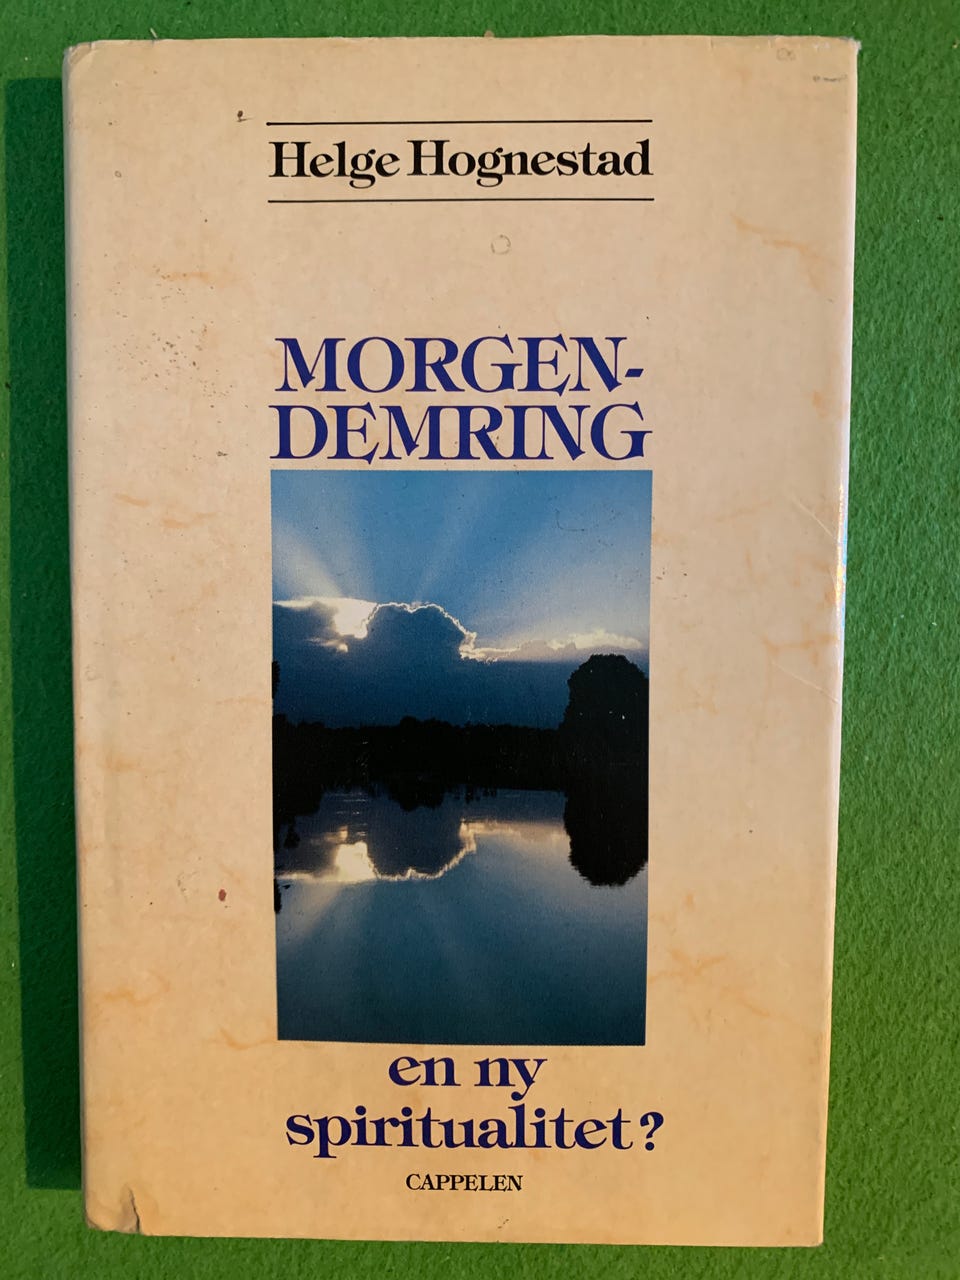 Helge Hognestad
MORGEN-
DEMRING
en ny
spiritualitet?
CAPPELEN